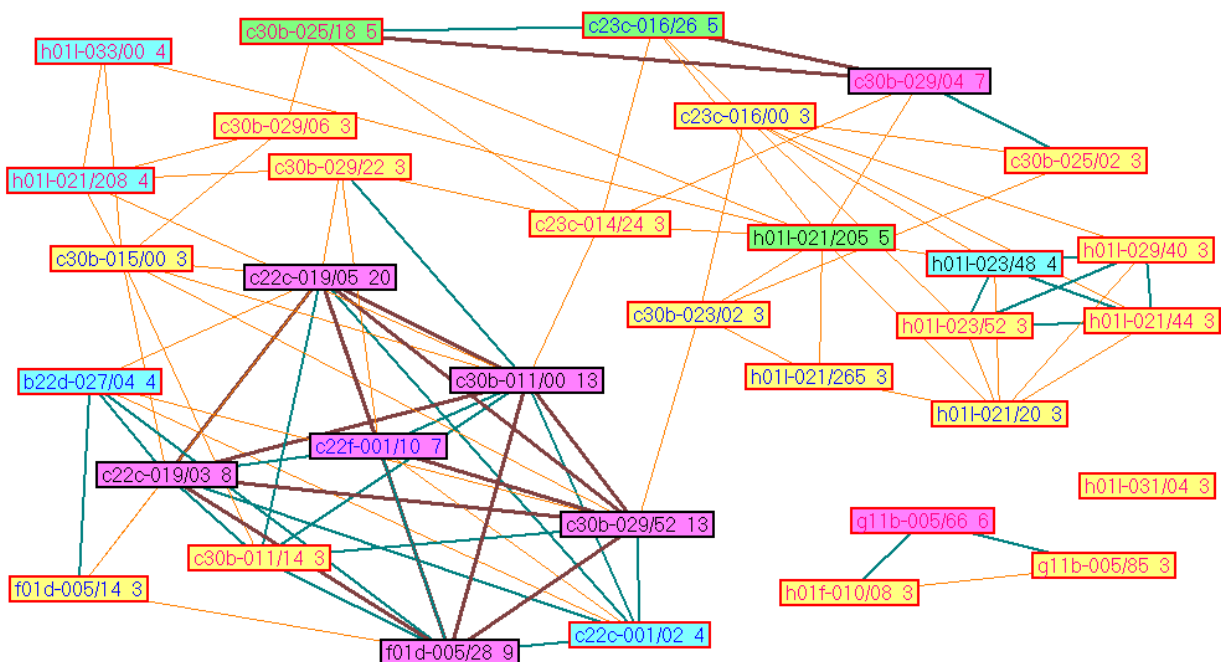 c30b-025/18 5
c23c-016/26 5
h01l-033/00 4
c30b-029/04 7
c30b-029/06 3
c23c-016/00 3
c30b-029/22 3
c30b-025/02 3
h01l-021/208 4
c23c-014/24 3
h01l-021/205 5
c30b-015/00 3
h01l-023/48 4
h01l-029/40 3
c22c-019/05 20
c30b-023/02 3
h01l-023/52 3
h01l-021/44 3
b22d-027/04 4
c30b-011/00 13
h01l-021/265 3
h01l-021/20 3
c22f-001/10 7
c22c-019/03 8
h01l-031/04 3
c30b-029/52 13
g11b-005/66 6
c30b-011/14 3
g11b-005/85 3
f01d-005/14 3
h01f-010/08 3
c22c-001/02 4
f01d-005/28 9